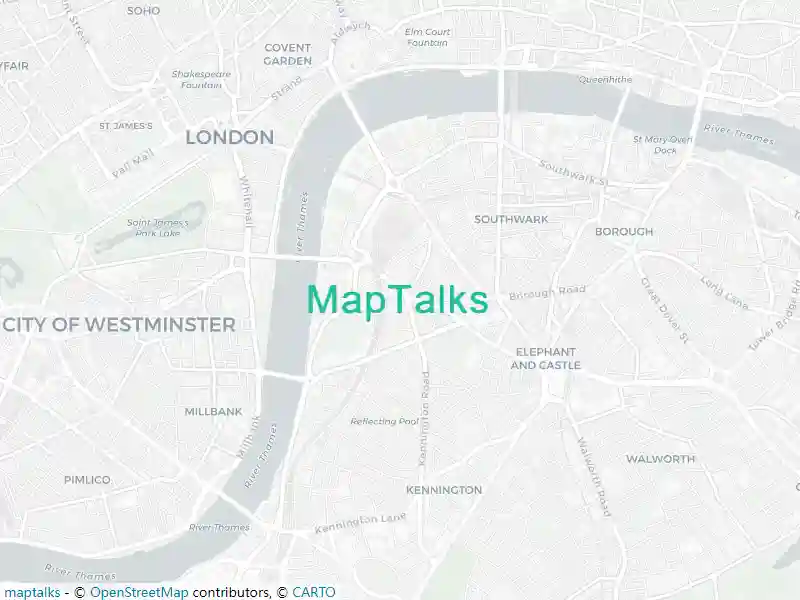 SOHO
COVENT
GARDEN
Aldwych
Elm Court
Fountain
Shakespeare
Fountain
Strand
Queenhithe
ST JAMES'S
LONDON
Pall Mall
St Mary Overi
Dock
River Thames
Southwark St
Whitehall
River Thames
Saint James's
Park Lake
SOUTHWARK
BOROUGH
MapTalks
Borough Road
Great Dover St
Long Lane
Tower Bridge Rd
CITY OF WESTMINSTER
ELEPHANT
AND CASTLE
MILLBANK
Millbank
River Thames
Reflecting Pool
Kennington Road
Walworth Road
WALWORTH
PIMLICO
KENNINGTON
River Thames
Kennington Lane
River Thames
maptalks - © OpenStreetMap contributors, © CARTO